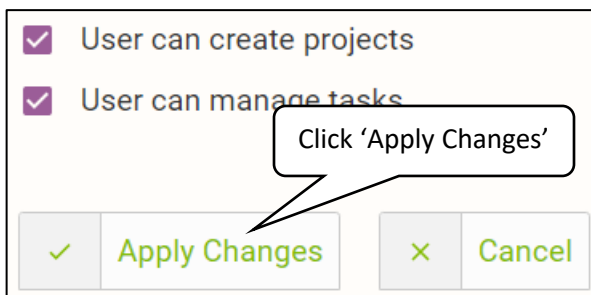 User can create projects
User can manage tasks
Click ‘Apply Changes’
Apply Changes
Cancel